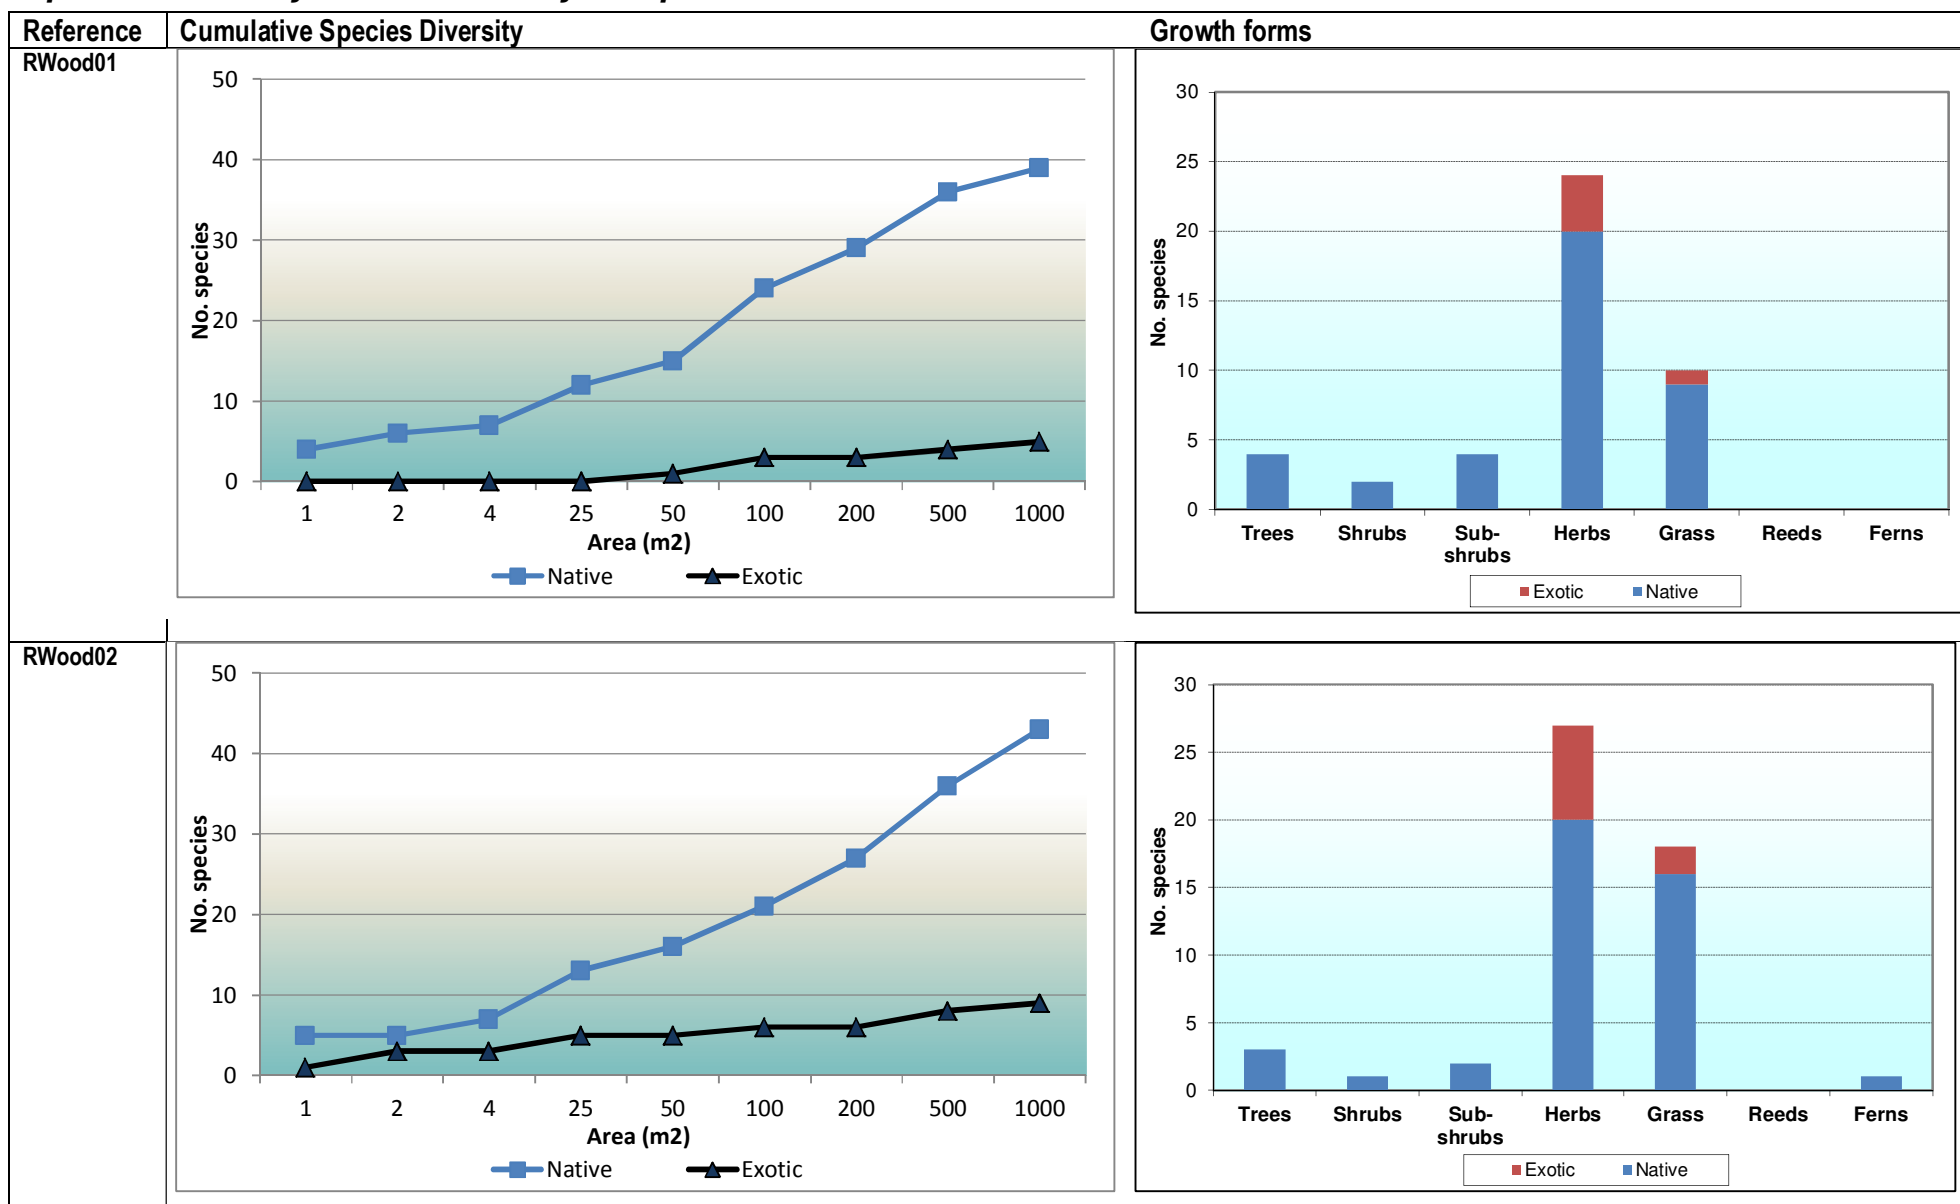 Reference Cumulative Species Diversity Growth forms
RWood01
50
40
30
20
10
0
No. species
1 2 4 25 50 100 200 500 1000
Area (m2)
Native Exotic
30
25
20
15
10
5
0
No. species
Trees Shrubs Sub-shrubs Herbs Grass Reeds Ferns
Exotic Native
RWood02
50
40
30
20
10
0
No. species
1 2 4 25 50 100 200 500 1000
Area (m2)
Native Exotic
30
25
20
15
10
5
0
No. species
Trees Shrubs Sub-shrubs Herbs Grass Reeds Ferns
Exotic Native